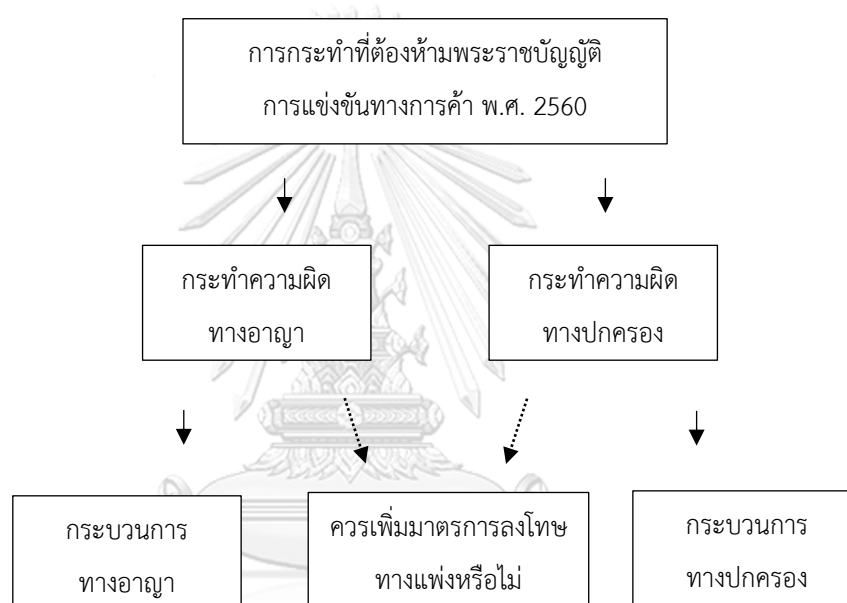 การกระทำที่ต้องห้ามพระราชบัญญัติ
การแข่งขันทางการค้า พ.ศ. 2560
กระทำความผิด
ทางอาญา
กระทำความผิด
ทางปกครอง
กระบวนการ
ทางอาญา
ควรเพิ่มมาตรการลงโทษ
ทางแพ่งหรือไม่
กระบวนการ
ทางปกครอง